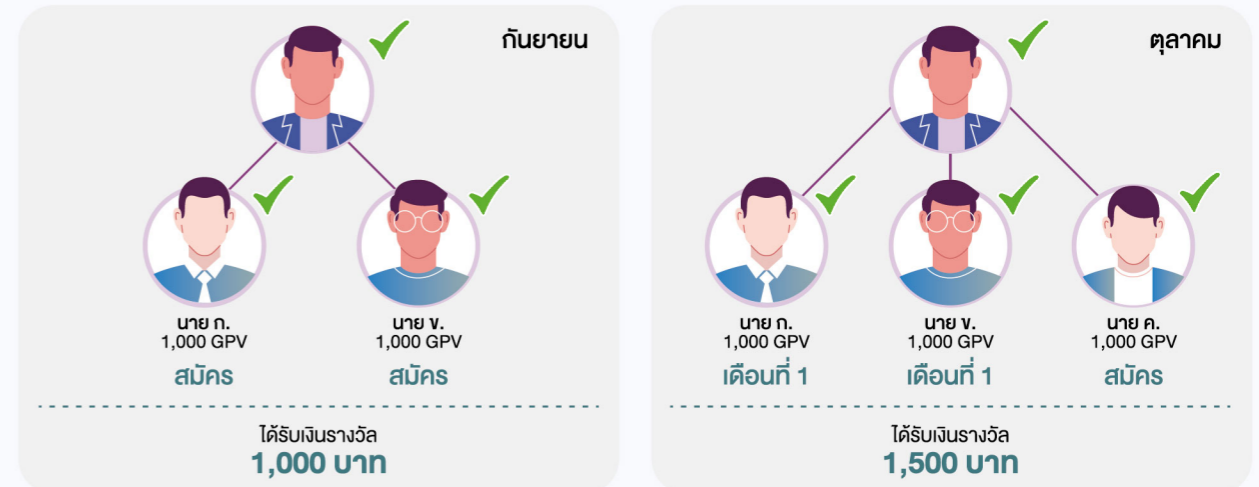 กันยายน
นาย ก.
1,000 GPV
สมัคร
นาย ข.
1,000 GPV
สมัคร
ได้รับเงินรางวัล
1,000 บาท
ตุลาคม
นาย ก.
1,000 GPV
เดือนที่ 1
นาย ข.
1,000 GPV
เดือนที่ 1
นาย ค.
1,000 GPV
สมัคร
ได้รับเงินรางวัล
1,500 บาท